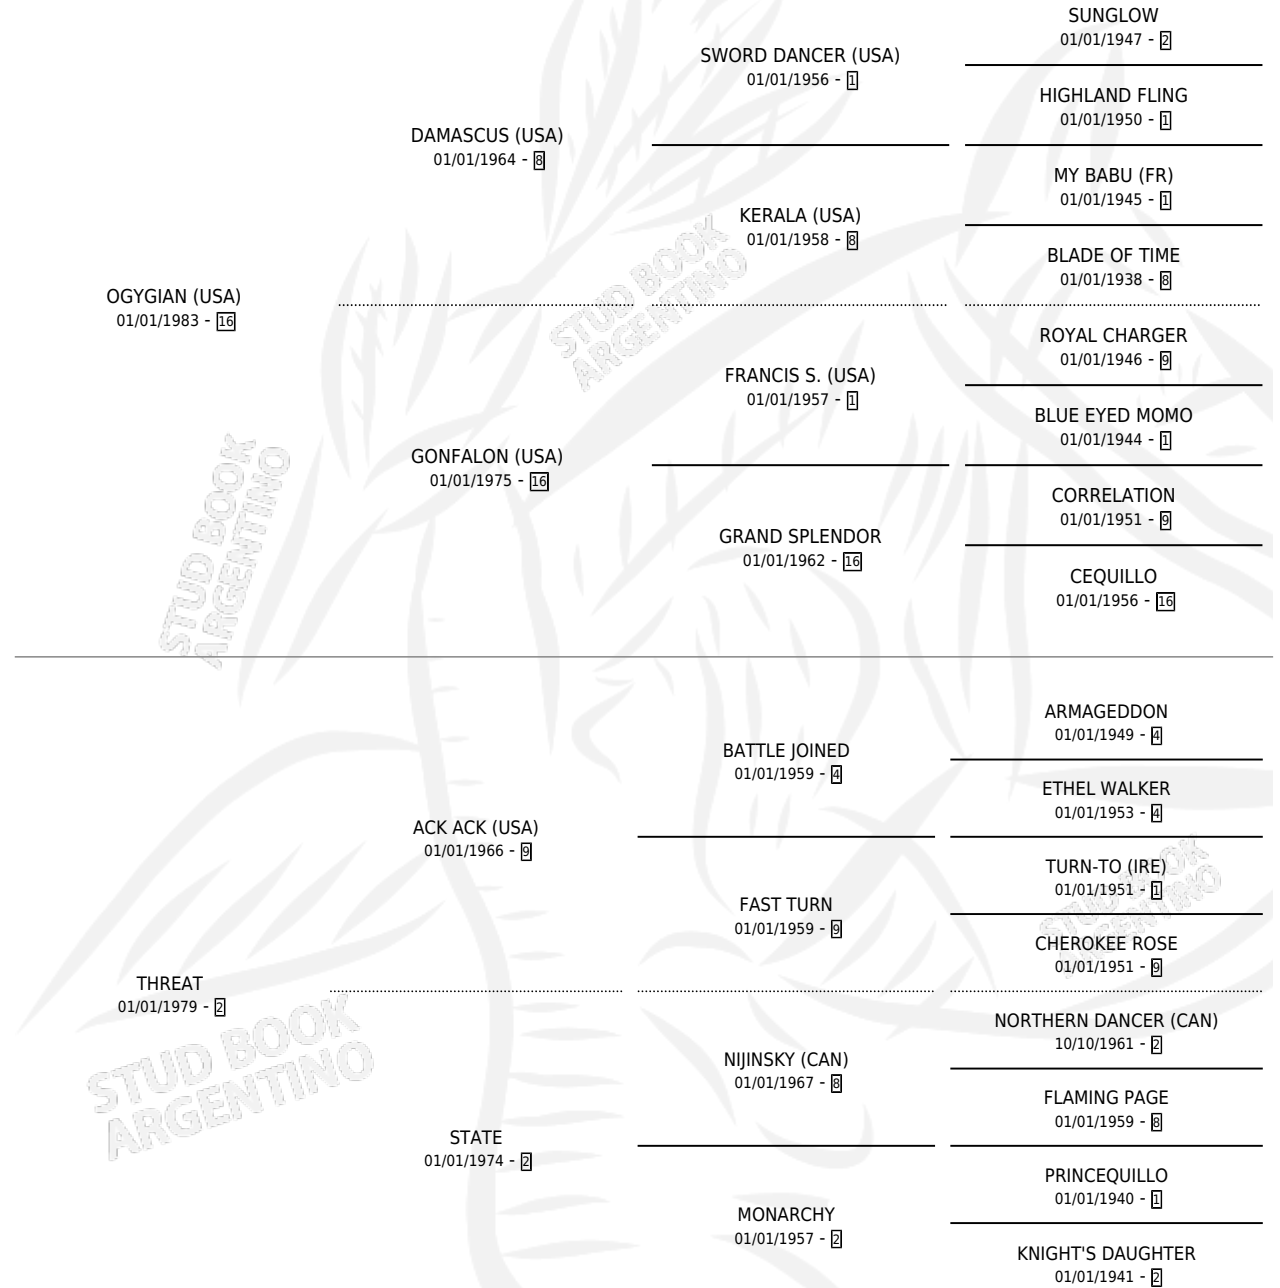 SUNGLOW
01/01/1947 - 2
SWORD DANCER (USA)
01/01/1956 - 1
HIGHLAND FLING
01/01/1950 - 1
DAMASCUS (USA)
01/01/1964 - 8
MY BABU (FR)
01/01/1945 - 1
KERALA (USA)
01/01/1958 - 8
BLADE OF TIME
01/01/1938 - 8
OGYGIAN (USA)
01/01/1983 - 16
STUD BOOK
ARGENTINO
ROYAL CHARGER
01/01/1946 - 9
FRANCIS S. (USA)
01/01/1957 - 1
BLUE EYED MOMO
01/01/1944 - 1
GONFALON (USA)
01/01/1975 - 16
CORRELATION
01/01/1951 - 9
GRAND SPLENDOR
01/01/1962 - 16
CEQUILLO
01/01/1956 - 16
STUD BOOK
ARGENTINO
ARMAGEDDON
01/01/1949 - 4
BATTLE JOINED
01/01/1959 - 4
ETHEL WALKER
01/01/1953 - 4
ACK ACK (USA)
01/01/1966 - 9
TURN-TO (IRE)
01/01/1951 - 1
FAST TURN
01/01/1959 - 9
STUD BOOK
ARGENTINO
CHEROKEE ROSE
01/01/1951 - 9
THREAT
01/01/1979 - 2
NORTHERN DANCER (CAN)
10/10/1961 - 2
NIJINSKY (CAN)
01/01/1967 - 8
STUD BOOK
ARGENTINO
FLAMING PAGE
01/01/1959 - 8
STATE
01/01/1974 - 2
PRINCEQUILLO
01/01/1940 - 1
MONARCHY
01/01/1957 - 2
KNIGHT'S DAUGHTER
01/01/1941 - 2